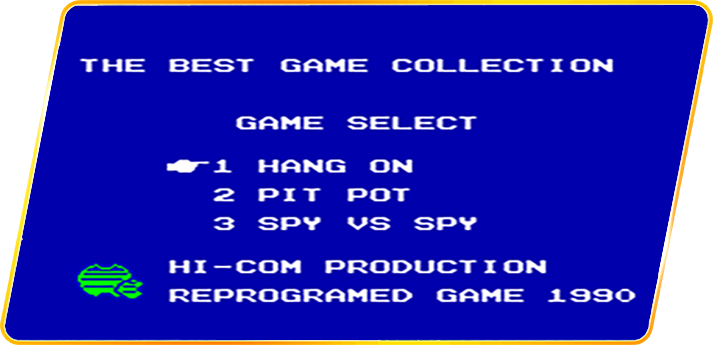 THE BEST GAME COLLECTION
GAME SELECT
1 HANG ON
2 PIT POT
3 SPY VS SPY
HI-COM PRODUCTION
REPROGRAMED GAME 1990